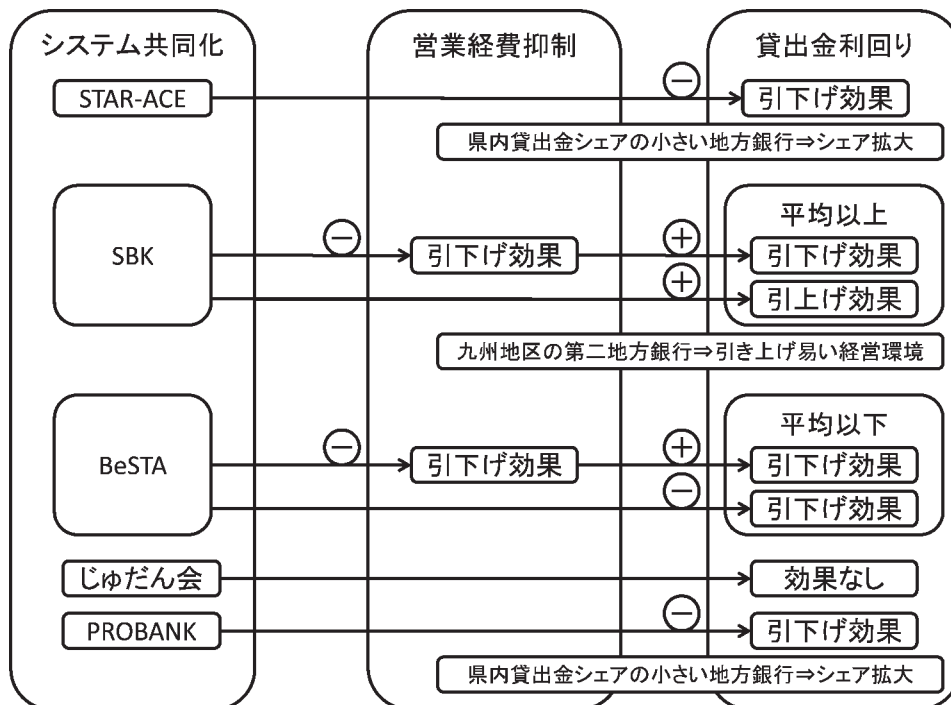 システム共同化
営業経費抑制
貸出金利回り
STAR-ACE
−
引下げ効果
県内貸出金シェアの小さい地方銀行⇒シェア拡大
平均以上
SBK
−
引下げ効果
+
引下げ効果
+
引上げ効果
九州地区の第二地方銀行⇒引き上げ易い経営環境
平均以下
BeSTA
−
引下げ効果
+
引下げ効果
−
引下げ効果
じゅだん会
効果なし
PROBANK
−
引下げ効果
県内貸出金シェアの小さい地方銀行⇒シェア拡大